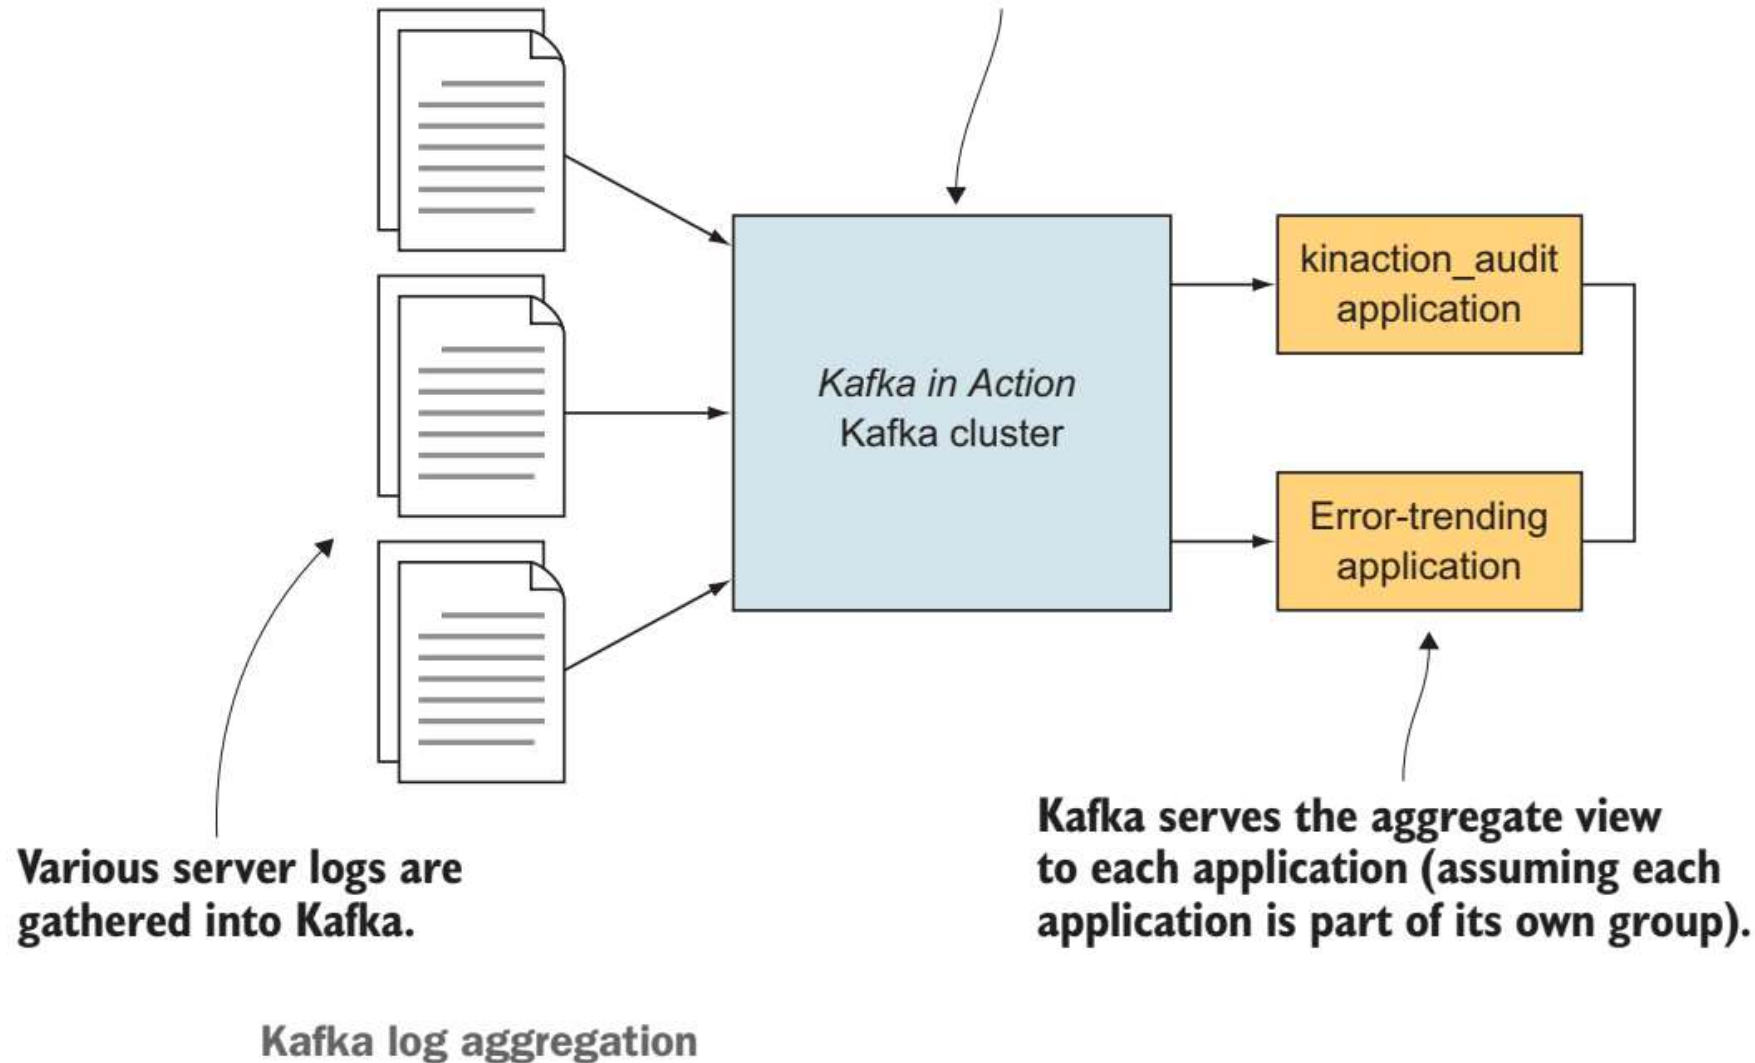 kinaction_audit
application
Kafka in Action
Kafka cluster
Error-trending
application
Various server logs are
gathered into Kafka.
Kafka serves the aggregate view
to each application (assuming each
application is part of its own group).
Kafka log aggregation